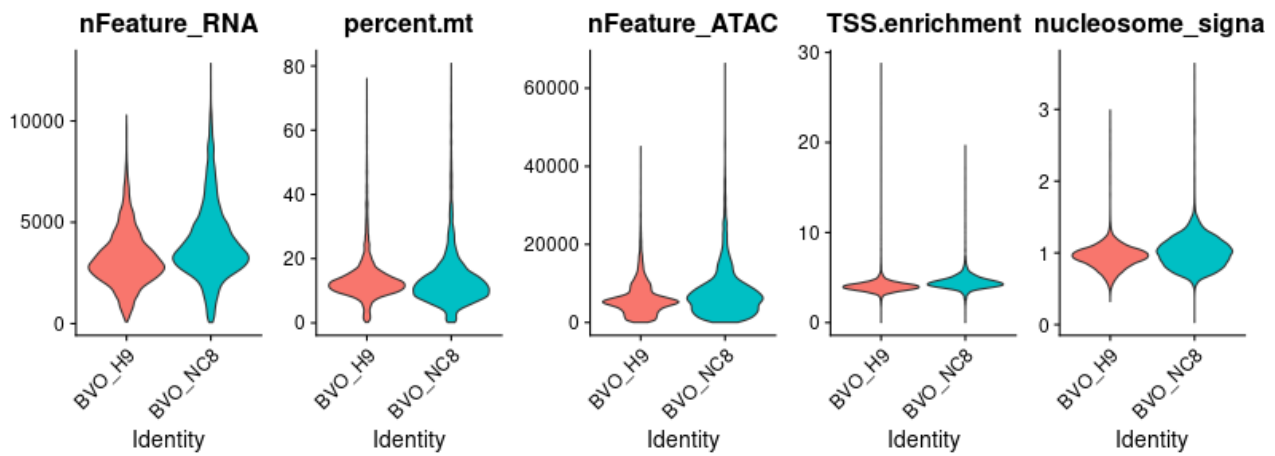 nFeature_RNA
10000
5000
0
BVO_H9
BVO_NC8
Identity
percent.mt
80
60
40
20
0
BVO_H9
BVO_NC8
Identity
nFeature_ATAC
60000
40000
20000
0
BVO_H9
BVO_NC8
Identity
TSS.enrichment
30
20
10
0
BVO_H9
BVO_NC8
Identity
nucleosome_signa
3
2
1
0
BVO_H9
BVO_NC8
Identity